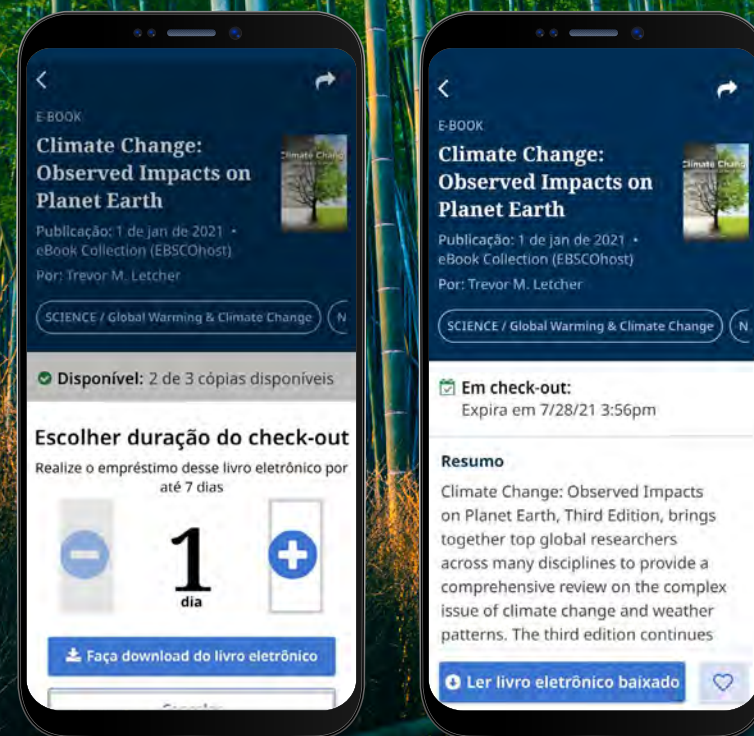 E-BOOK
Climate Change:
Observed Impacts on
Planet Earth
Publicação: 1 de jan de 2021 •
eBook Collection (EBSCOhost)
Por: Trevor M. Letcher
SCIENCE / Global Warming & Climate Change
N
Climate Chang
Disponível: 2 de 3 cópias disponíveis
Escolher duração do check-out
Realize o empréstimo desse livro eletrônico por
até 7 dias
1
dia
Faça download do livro eletrônico
E-BOOK
Climate Change:
Observed Impacts on
Planet Earth
Publicação: 1 de jan de 2021 •
eBook Collection (EBSCOhost)
Por: Trevor M. Letcher
SCIENCE / Global Warming & Climate Change
N
Climate Chang
Em check-out:
Expira em 7/28/21 3:56pm
Resumo
Climate Change: Observed Impacts
on Planet Earth, Third Edition, brings
together top global researchers
across many disciplines to provide a
comprehensive review on the complex
issue of climate change and weather
patterns. The third edition continues
Ler livro eletrônico baixado